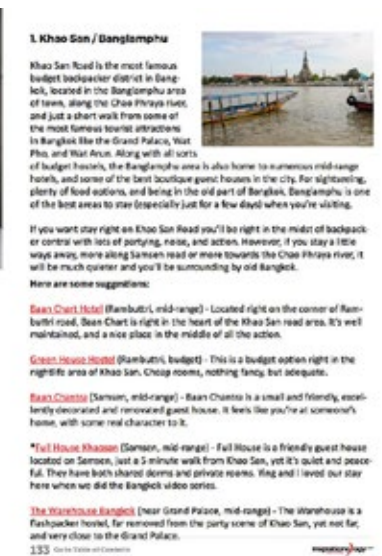 1. Khao San / Banglamphu
Khao San Road is the most famous
budget backpacker district in Bang-
kok, located in the Banglamphu area
of town, along the Chao Phraya river,
and just a short walk from some of
the most famous tourist attractions
in Bangkok like the Grand Palace, Wat
Pho, and Wat Arun. Along with all sorts
of budget hostels, the Banglamphu area is also home to numerous mid-range
hotels, and some of the best boutique guest houses in the city. For sightseeing,
plenty of food options, and being in the old part of Bangkok, Banglamphu is one
of the best areas to stay (especially just for a few days) when you're visiting.
If you want stay right on Khao San Road you'll be right in the midst of backpack-
er central with lots of partying, noise, and action. However, if you stay a little
ways away, more along Samsen road or more towards the Chao Phraya river, it
will be much quieter and you'll be surrounding by old Bangkok.
Here are some suggestions:
Baan Chart Hotel (Rambuttri, mid-range) - Located right on the corner of Ram-
buttri road, Baan Chart is right in the heart of the Khao San road area. It's well
maintained, and a nice place in the middle of all the action.
Green House Hostel (Rambuttri, budget) - This is a budget option right in the
nightlife area of Khao San. Cheap rooms, nothing fancy, but adequate.
Baan Chantra (Samsen, mid-range) - Baan Chantra is a small and friendly, excel-
lently decorated and renovated guest house. It feels like you're at someone's
home, with some real character to it.
*Full House Khaosan (Samsen, mid-range) - Full House is a friendly guest house
located on Samsen, just a 5 minute walk from Khao San, yet it's quiet and peace-
ful. They have both shared dorms and private rooms. Ying and I loved our stay
here when we did the Bangkok video series.
The Warehouse Bangkok (near Grand Palace, mid-range) - The Warehouse is a
flashpacker hostel, far removed from the party scene of Khao San, yet not far,
and very close to the Grand Palace.
133 Go to Table of Contents